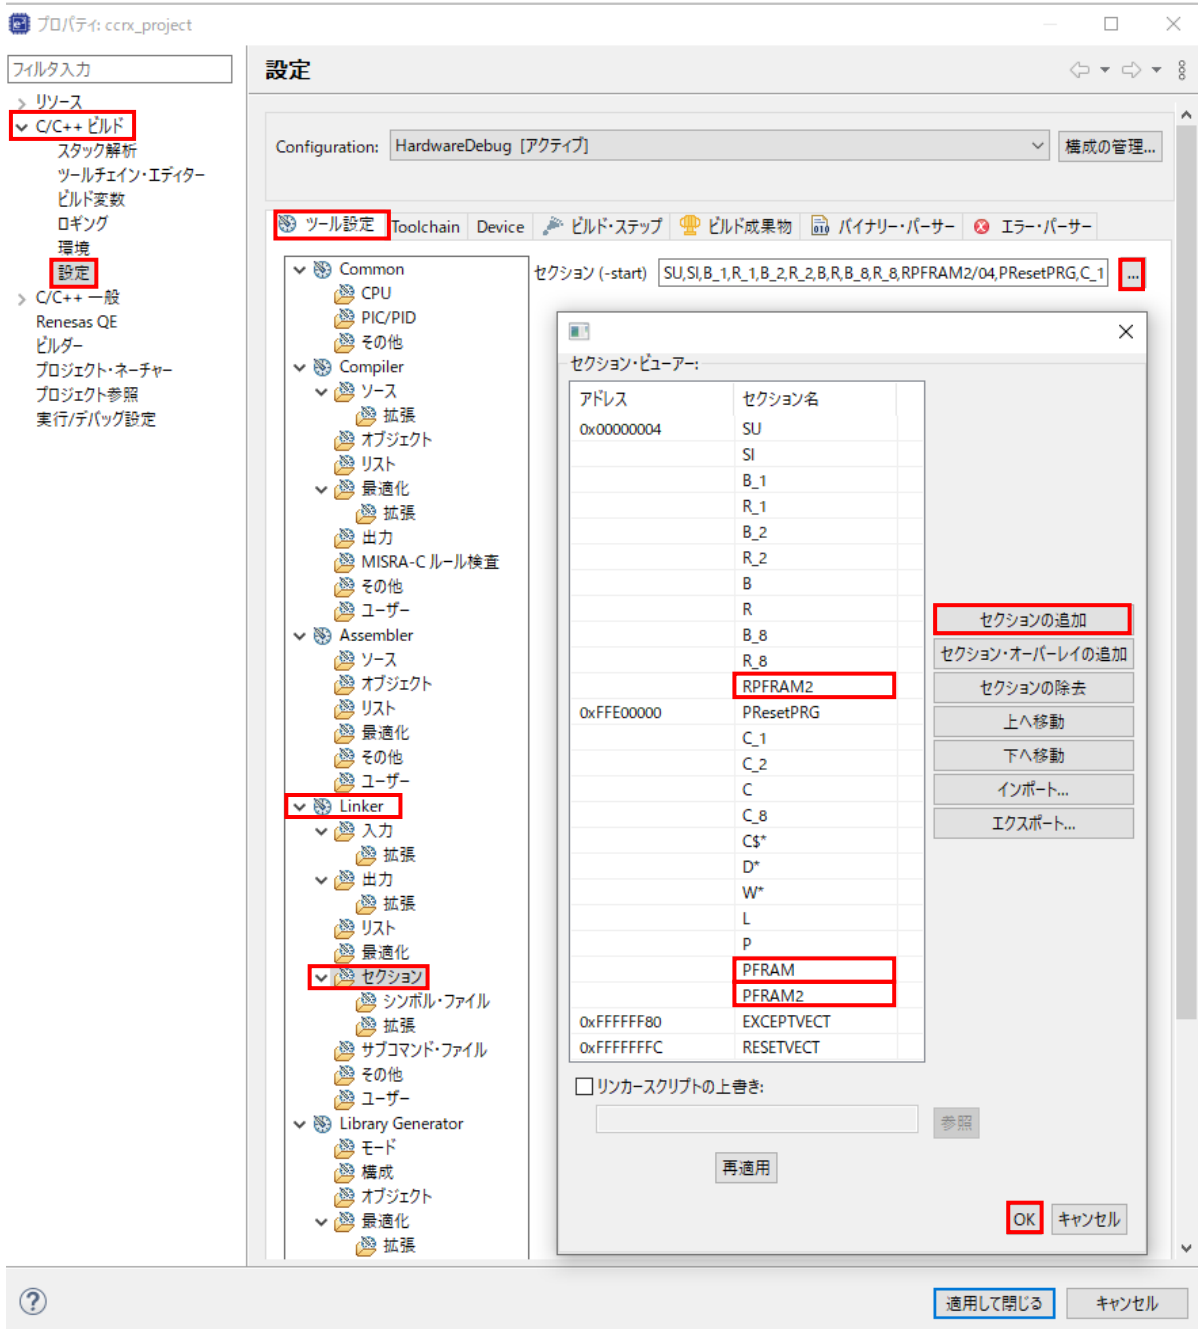 プロパティ: ccrx_project
フィルタ入力
リソース
C/C++ ビルド
スタック解析
ツールチェイン・エディター
ビルド変数
ロギング
環境
設定
C/C++ 一般
Renesas QE
ビルダー
プロジェクト・ネーチャー
プロジェクト参照
実行/デバッグ設定
設定
Configuration: HardwareDebug [アクティブ] 構成の管理...
ツール設定 Toolchain Device ビルド・ステップ ビルド成果物 バイナリー・パーサー エラー・パーサー
Common
CPU
PIC/PID
その他
Compiler
ソース
拡張
オブジェクト
リスト
最適化
拡張
出力
MISRA-C ルール検査
その他
ユーザー
Assembler
ソース
オブジェクト
リスト
最適化
その他
ユーザー
Linker
入力
拡張
出力
拡張
リスト
最適化
セクション
シンボル・ファイル
拡張
サブコマンド・ファイル
その他
ユーザー
Library Generator
モード
構成
オブジェクト
最適化
拡張
セクション (-start) SU,SI,B_1,R_1,B_2,R_2,B,R,B_8,R_8,RPFRAM2/04,PResetPRG,C_1 ...
セクション・ビューアー:
アドレス セクション名
0x00000004 SU
SI
B_1
R_1
B_2
R_2
B
R
B_8
R_8
RPFRAM2
0xFFE00000 PResetPRG
C_1
C_2
C
C_8
C$*
D*
W*
L
P
PFRAM
PFRAM2
0xFFFFFF80 EXCEPTVECT
0xFFFFFFFC RESETVECT
セクションの追加
セクション・オーバーレイの追加
セクションの除去
上へ移動
下へ移動
インポート...
エクスポート...
リンカースクリプトの上書き:
参照
再適用
OK キャンセル
適用して閉じる キャンセル